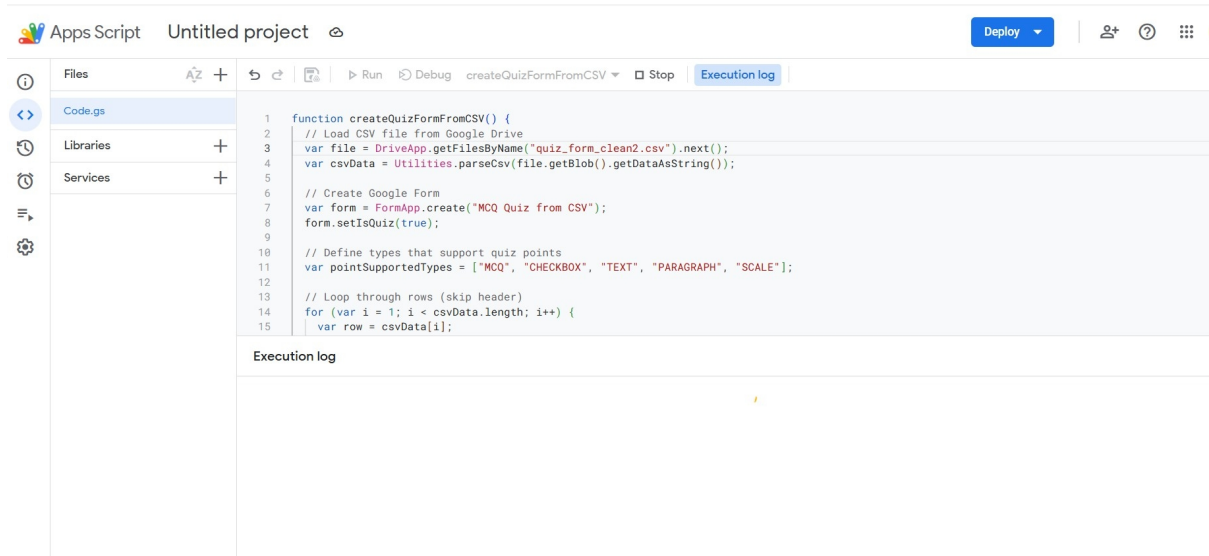 Apps Script Untitled project Deploy
Files AZ Run Debug createQuizFormFromCSV Stop Execution log
Code.gs
Libraries
Services
1 function createQuizFormFromCSV() {
2 // Load CSV file from Google Drive
3 var file = DriveApp.getFilesByName("quiz_form_clean2.csv").next();
4 var csvData = Utilities.parseCsv(file.getBlob().getDataAsString());
5
6 // Create Google Form
7 var form = FormApp.create("MCQ Quiz from CSV");
8 form.setIsQuiz(true);
9
10 // Define types that support quiz points
11 var pointSupportedTypes = ["MCQ", "CHECKBOX", "TEXT", "PARAGRAPH", "SCALE"];
12
13 // Loop through rows (skip header)
14 for (var i = 1; i < csvData.length; i++) {
15 var row = csvData[i];
Execution log